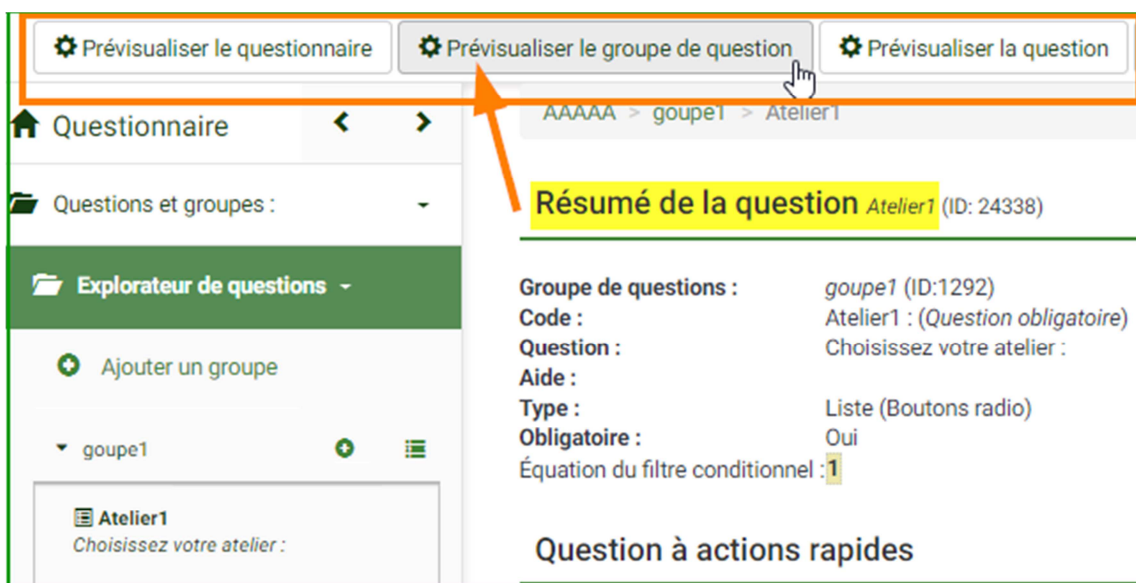 Prévisualiser le questionnaire
Prévisualiser le groupe de question
Prévisualiser la question
Questionnaire
AAAAA > goupe1 > Atelier1
Questions et groupes :
Résumé de la question Atelier1 (ID: 24338)
Explorateur de questions
Groupe de questions : goupe1 (ID:1292)
Code : Atelier1 : (Question obligatoire)
Question : Choisissez votre atelier :
Aide :
Type : Liste (Boutons radio)
Obligatoire : Oui
Équation du filtre conditionnel :1
Ajouter un groupe
goupe1
Atelier1
Choisissez votre atelier :
Question à actions rapides